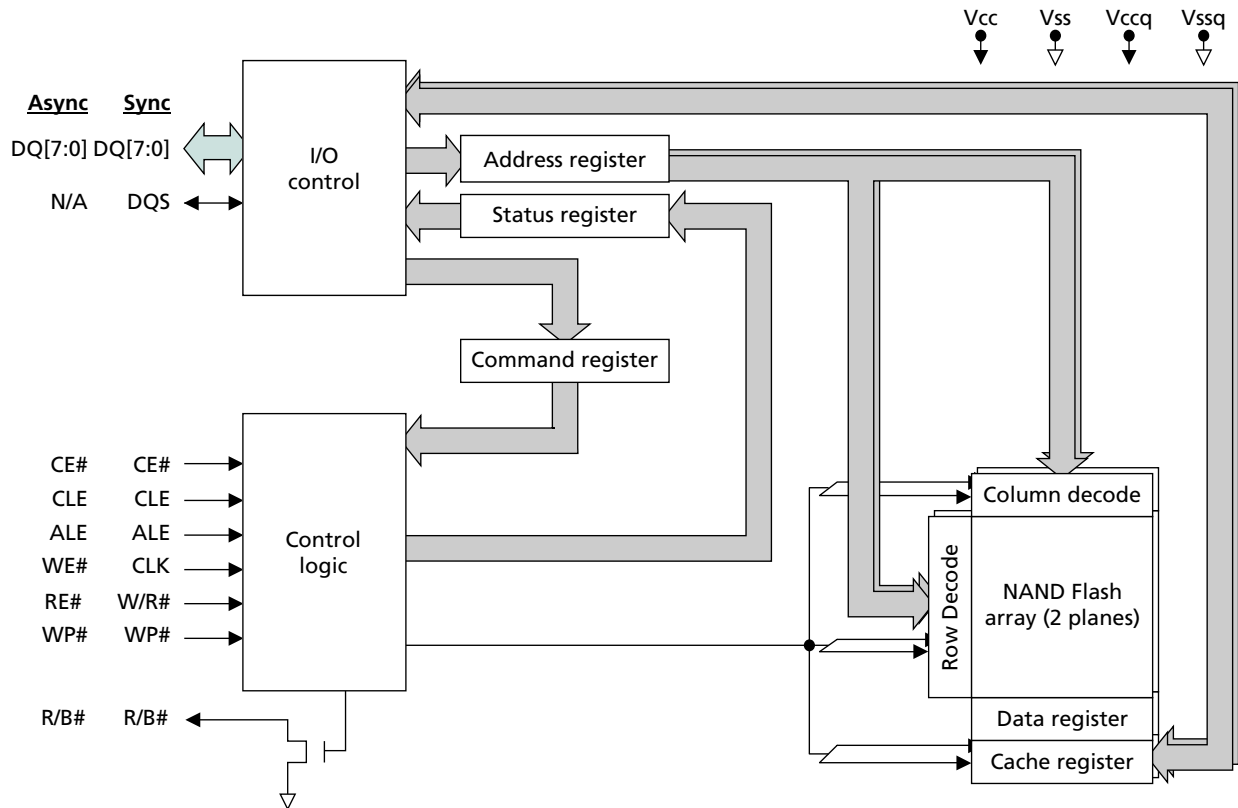 Vcc Vss Vccq Vssq
Async Sync
DQ[7:0] DQ[7:0]
N/A DQS
I/O
control
Address register
Status register
Command register
CE# CE#
CLE CLE
ALE ALE
WE# CLK
RE# W/R#
WP# WP#
R/B# R/B#
Control
logic
Column decode
Row Decode
NAND Flash
array (2 planes)
Data register
Cache register